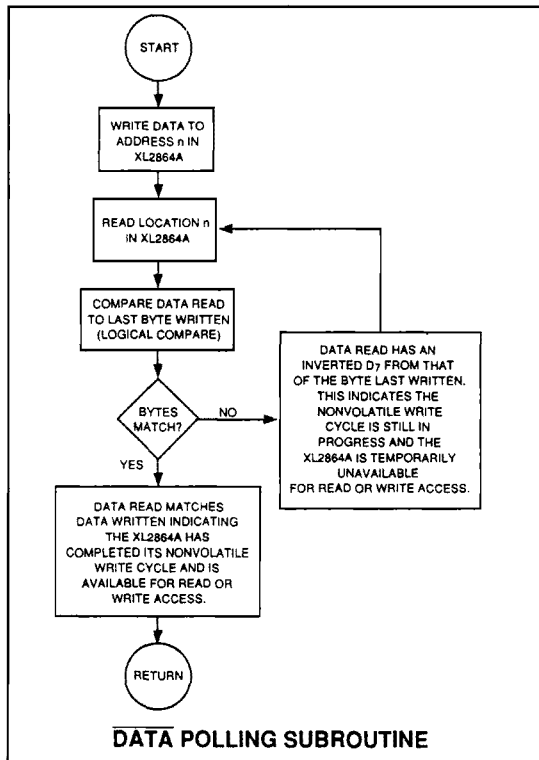 START
WRITE DATA TO
ADDRESS n IN
XL2864A
READ LOCATION n
IN XL2864A
COMPARE DATA READ
TO LAST BYTE WRITTEN
(LOGICAL COMPARE)
BYTES
MATCH?
NO
DATA READ HAS AN
INVERTED D7 FROM THAT
OF THE BYTE LAST WRITTEN.
THIS INDICATES THE
NONVOLATILE WRITE
CYCLE IS STILL IN
PROGRESS AND THE
XL2864A IS TEMPORARILY
UNAVAILABLE
FOR READ OR WRITE ACCESS.
YES
DATA READ MATCHES
DATA WRITTEN INDICATING
THE XL2864A HAS
COMPLETED ITS NONVOLATILE
WRITE CYCLE AND IS
AVAILABLE FOR READ OR
WRITE ACCESS.
RETURN
DATA POLLING SUBROUTINE